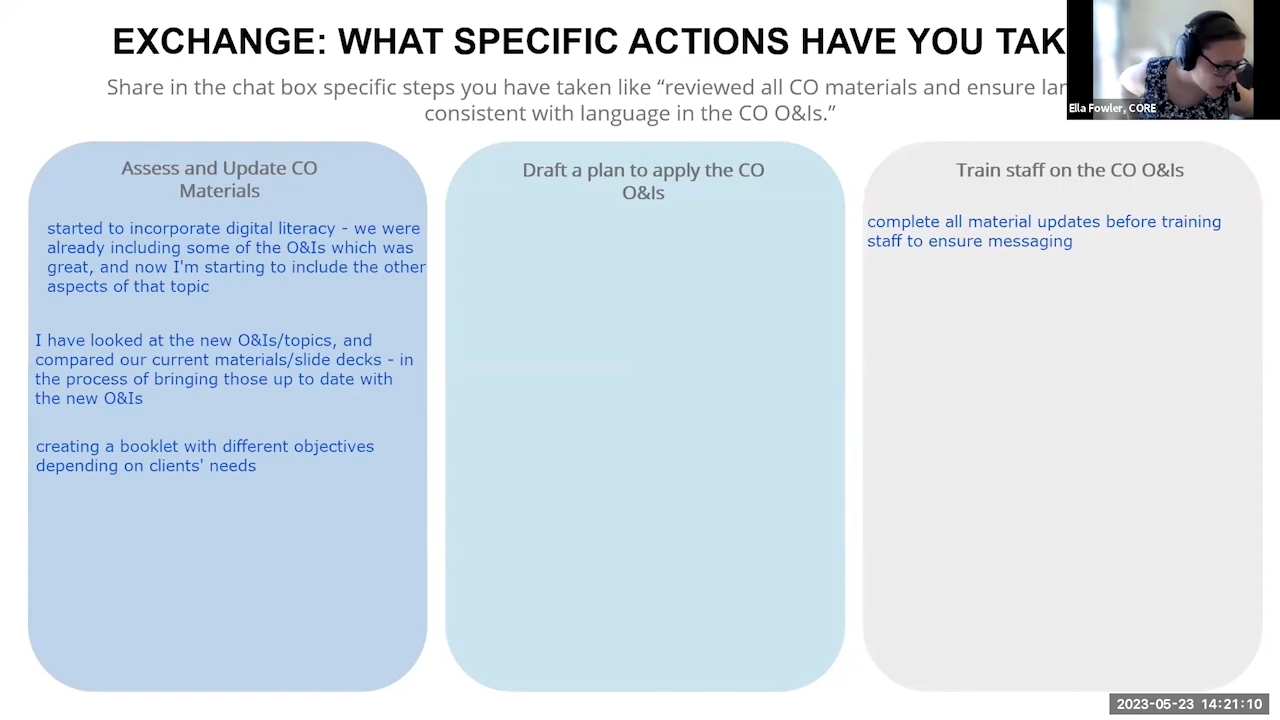 EXCHANGE: WHAT SPECIFIC ACTIONS HAVE YOU TAK
Share in the chat box specific steps you have taken like “reviewed all CO materials and ensure lan
consistent with language in the CO O&Is.”
Ella Fowler, CORE
Assess and Update CO
Materials
started to incorporate digital literacy - we were
already including some of the O&Is which was
great, and now I'm starting to include the other
aspects of that topic
I have looked at the new O&Is/topics, and
compared our current materials/slide decks - in
the process of bringing those up to date with
the new O&Is
creating a booklet with different objectives
depending on clients' needs
Draft a plan to apply the CO
O&Is
Train staff on the CO O&Is
complete all material updates before training
staff to ensure messaging
2023-05-23 14:21:10